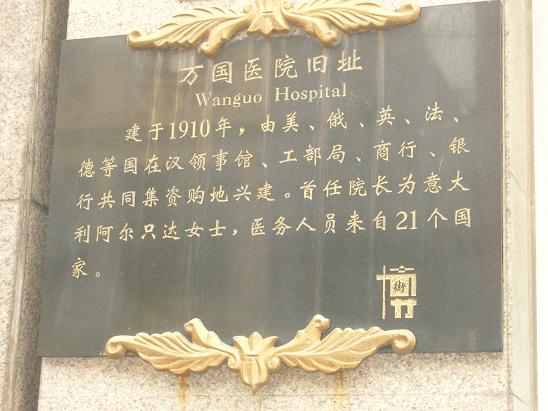 万国医院旧址
Wanguo Hospital
建于1910年，由美、俄、英、法、
德等国在汉领事馆、工部局、商行、银
行共同集资购地兴建。首任院长为意大
利阿尔只达女士，医务人员来自21个国
家。
街